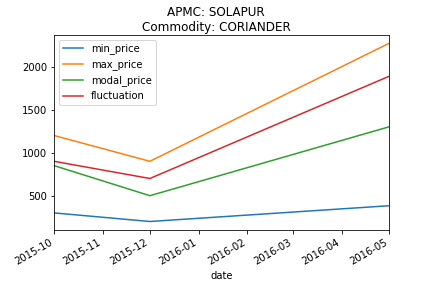 APMC: SOLAPUR
Commodity: CORIANDER
min_price
max_price
modal_price
fluctuation
2000
1500
1000
500
2015-10
2015-11
2015-12
2016-01
2016-02
2016-03
2016-04
2016-05
date